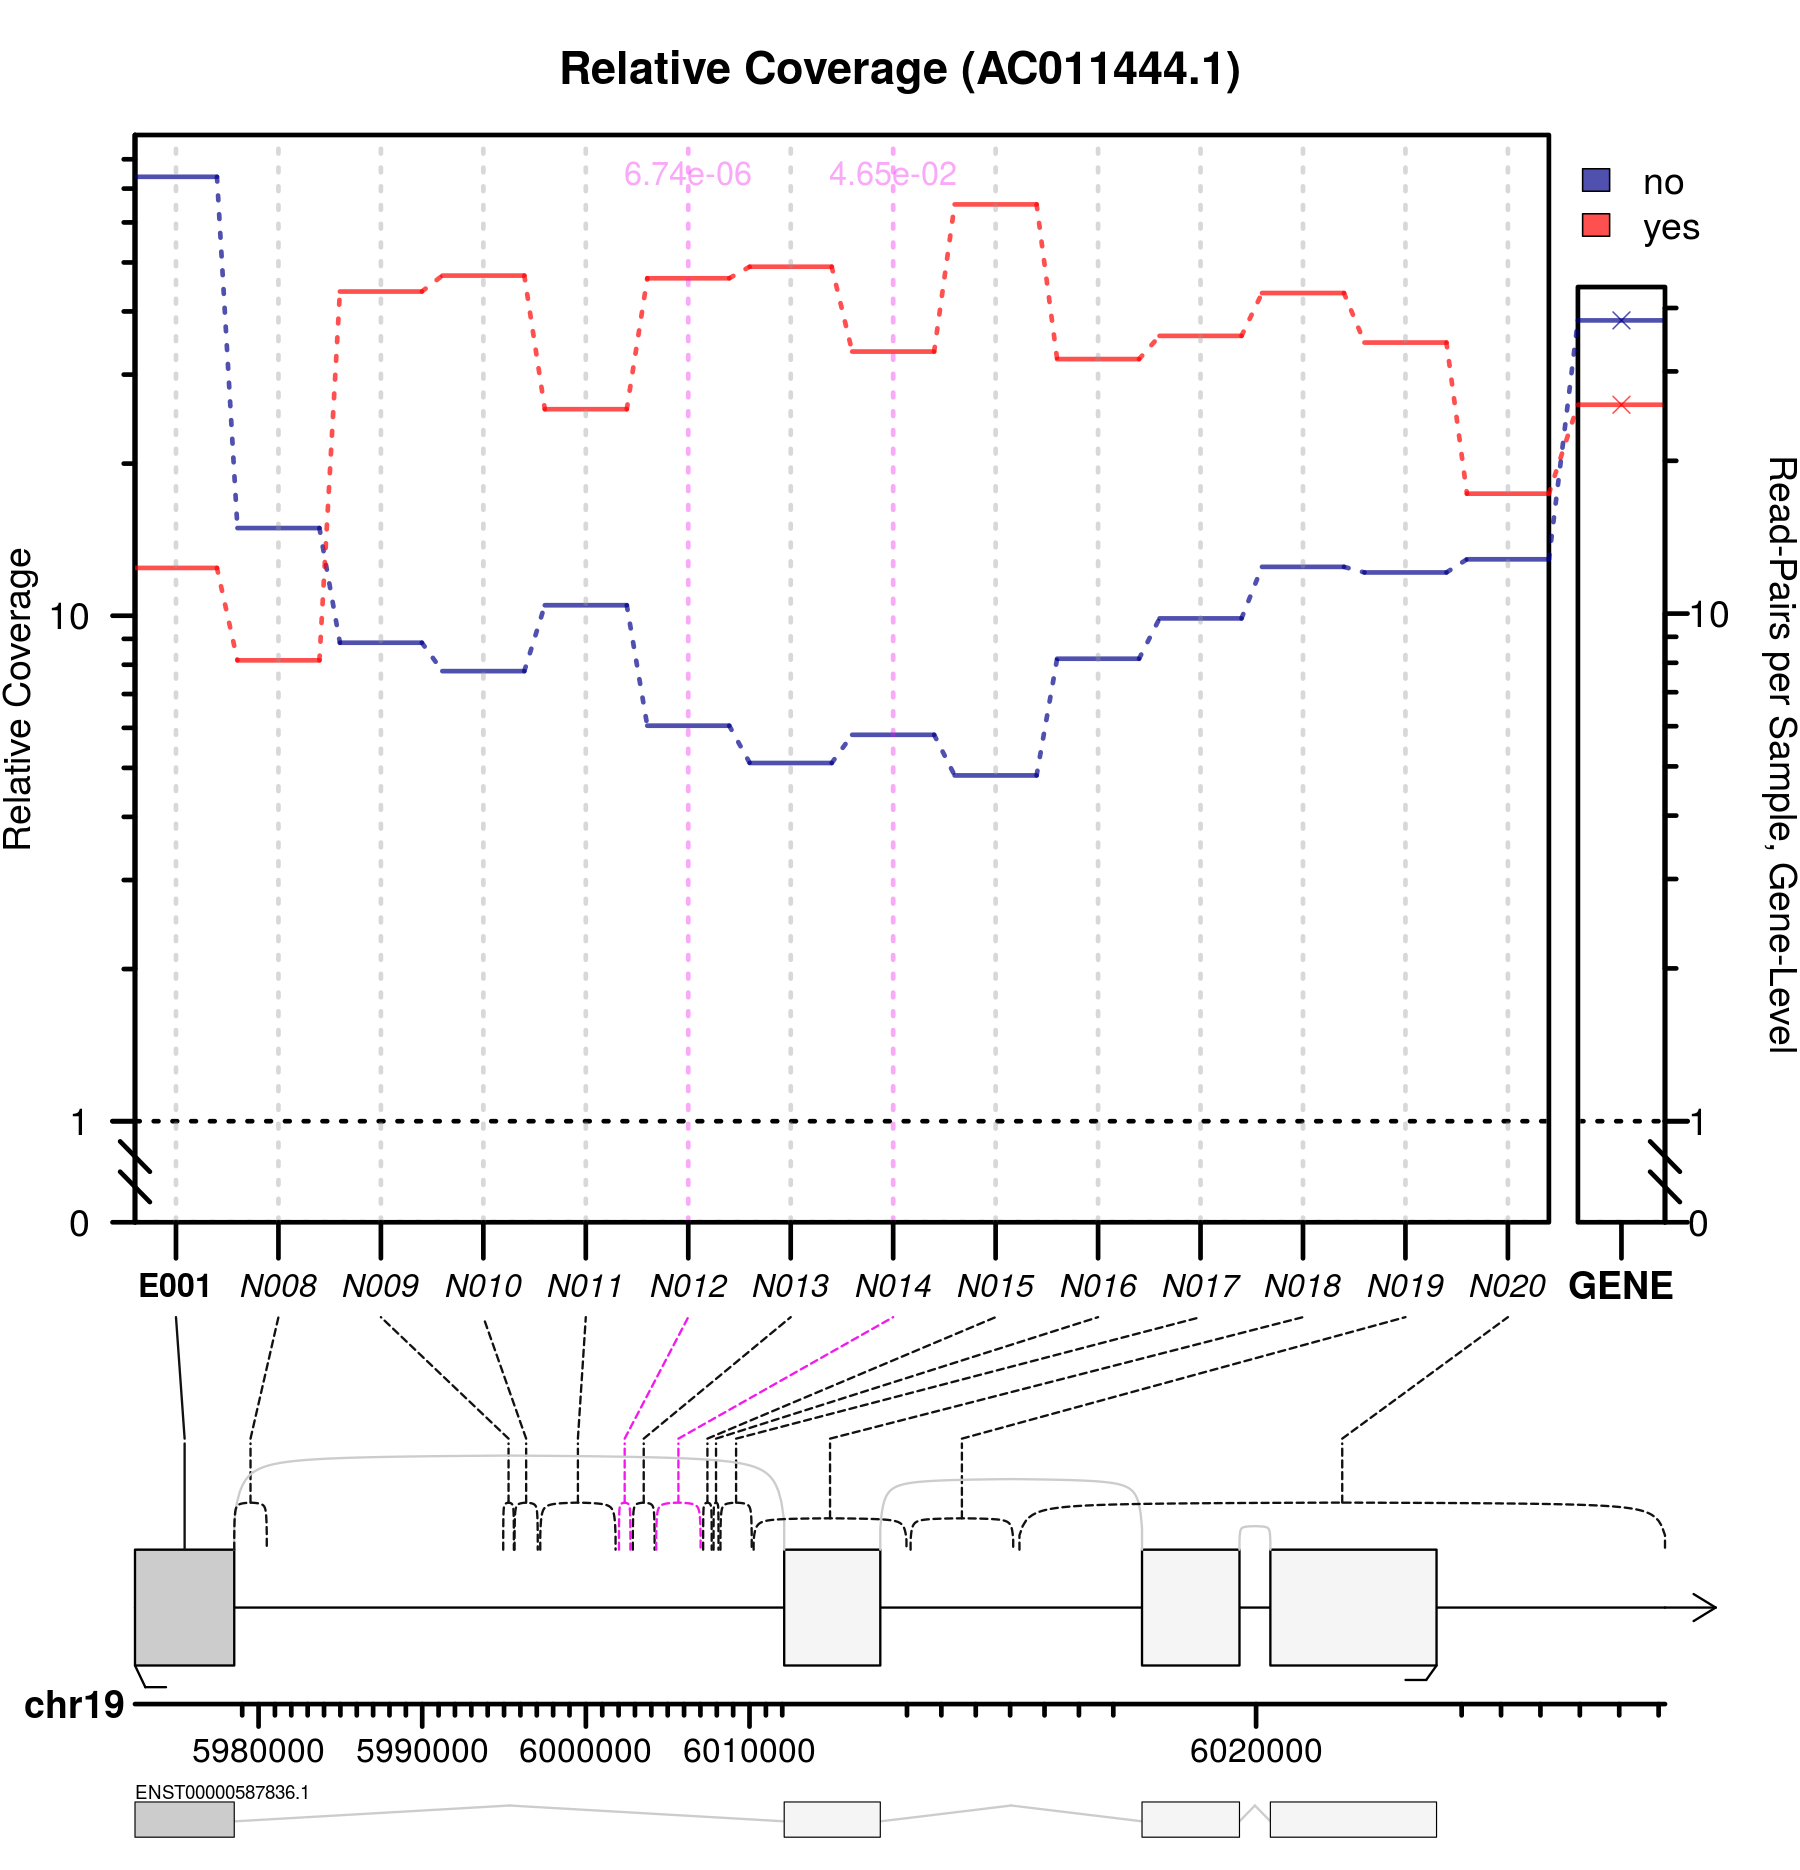 Relative Coverage (AC011444.1)
6.74e-06 4.65e-02
no
yes
Relative Coverage
10
1
0
10
1
0
Read-Pairs per Sample, Gene-Level
E001 N008 N009 N010 N011 N012 N013 N014 N015 N016 N017 N018 N019 N020 GENE
chr19
5980000 5990000 6000000 6010000 6020000
ENST00000587836.1